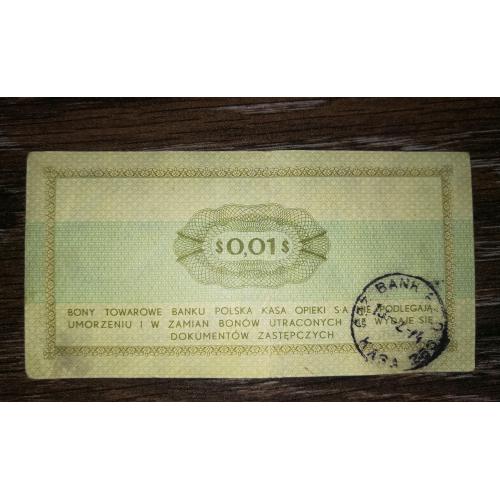 $0,01$
BONY TOWAROWE BANKU POLSKA KASA OPIEKI S·A NIE PODLEGAJĄ
UMORZENIU I W ZAMIAN BONÓW UTRACONYCH WYDAJE SIĘ
DOKUMENTÓW ZASTĘPCZYCH
BANK
KASA